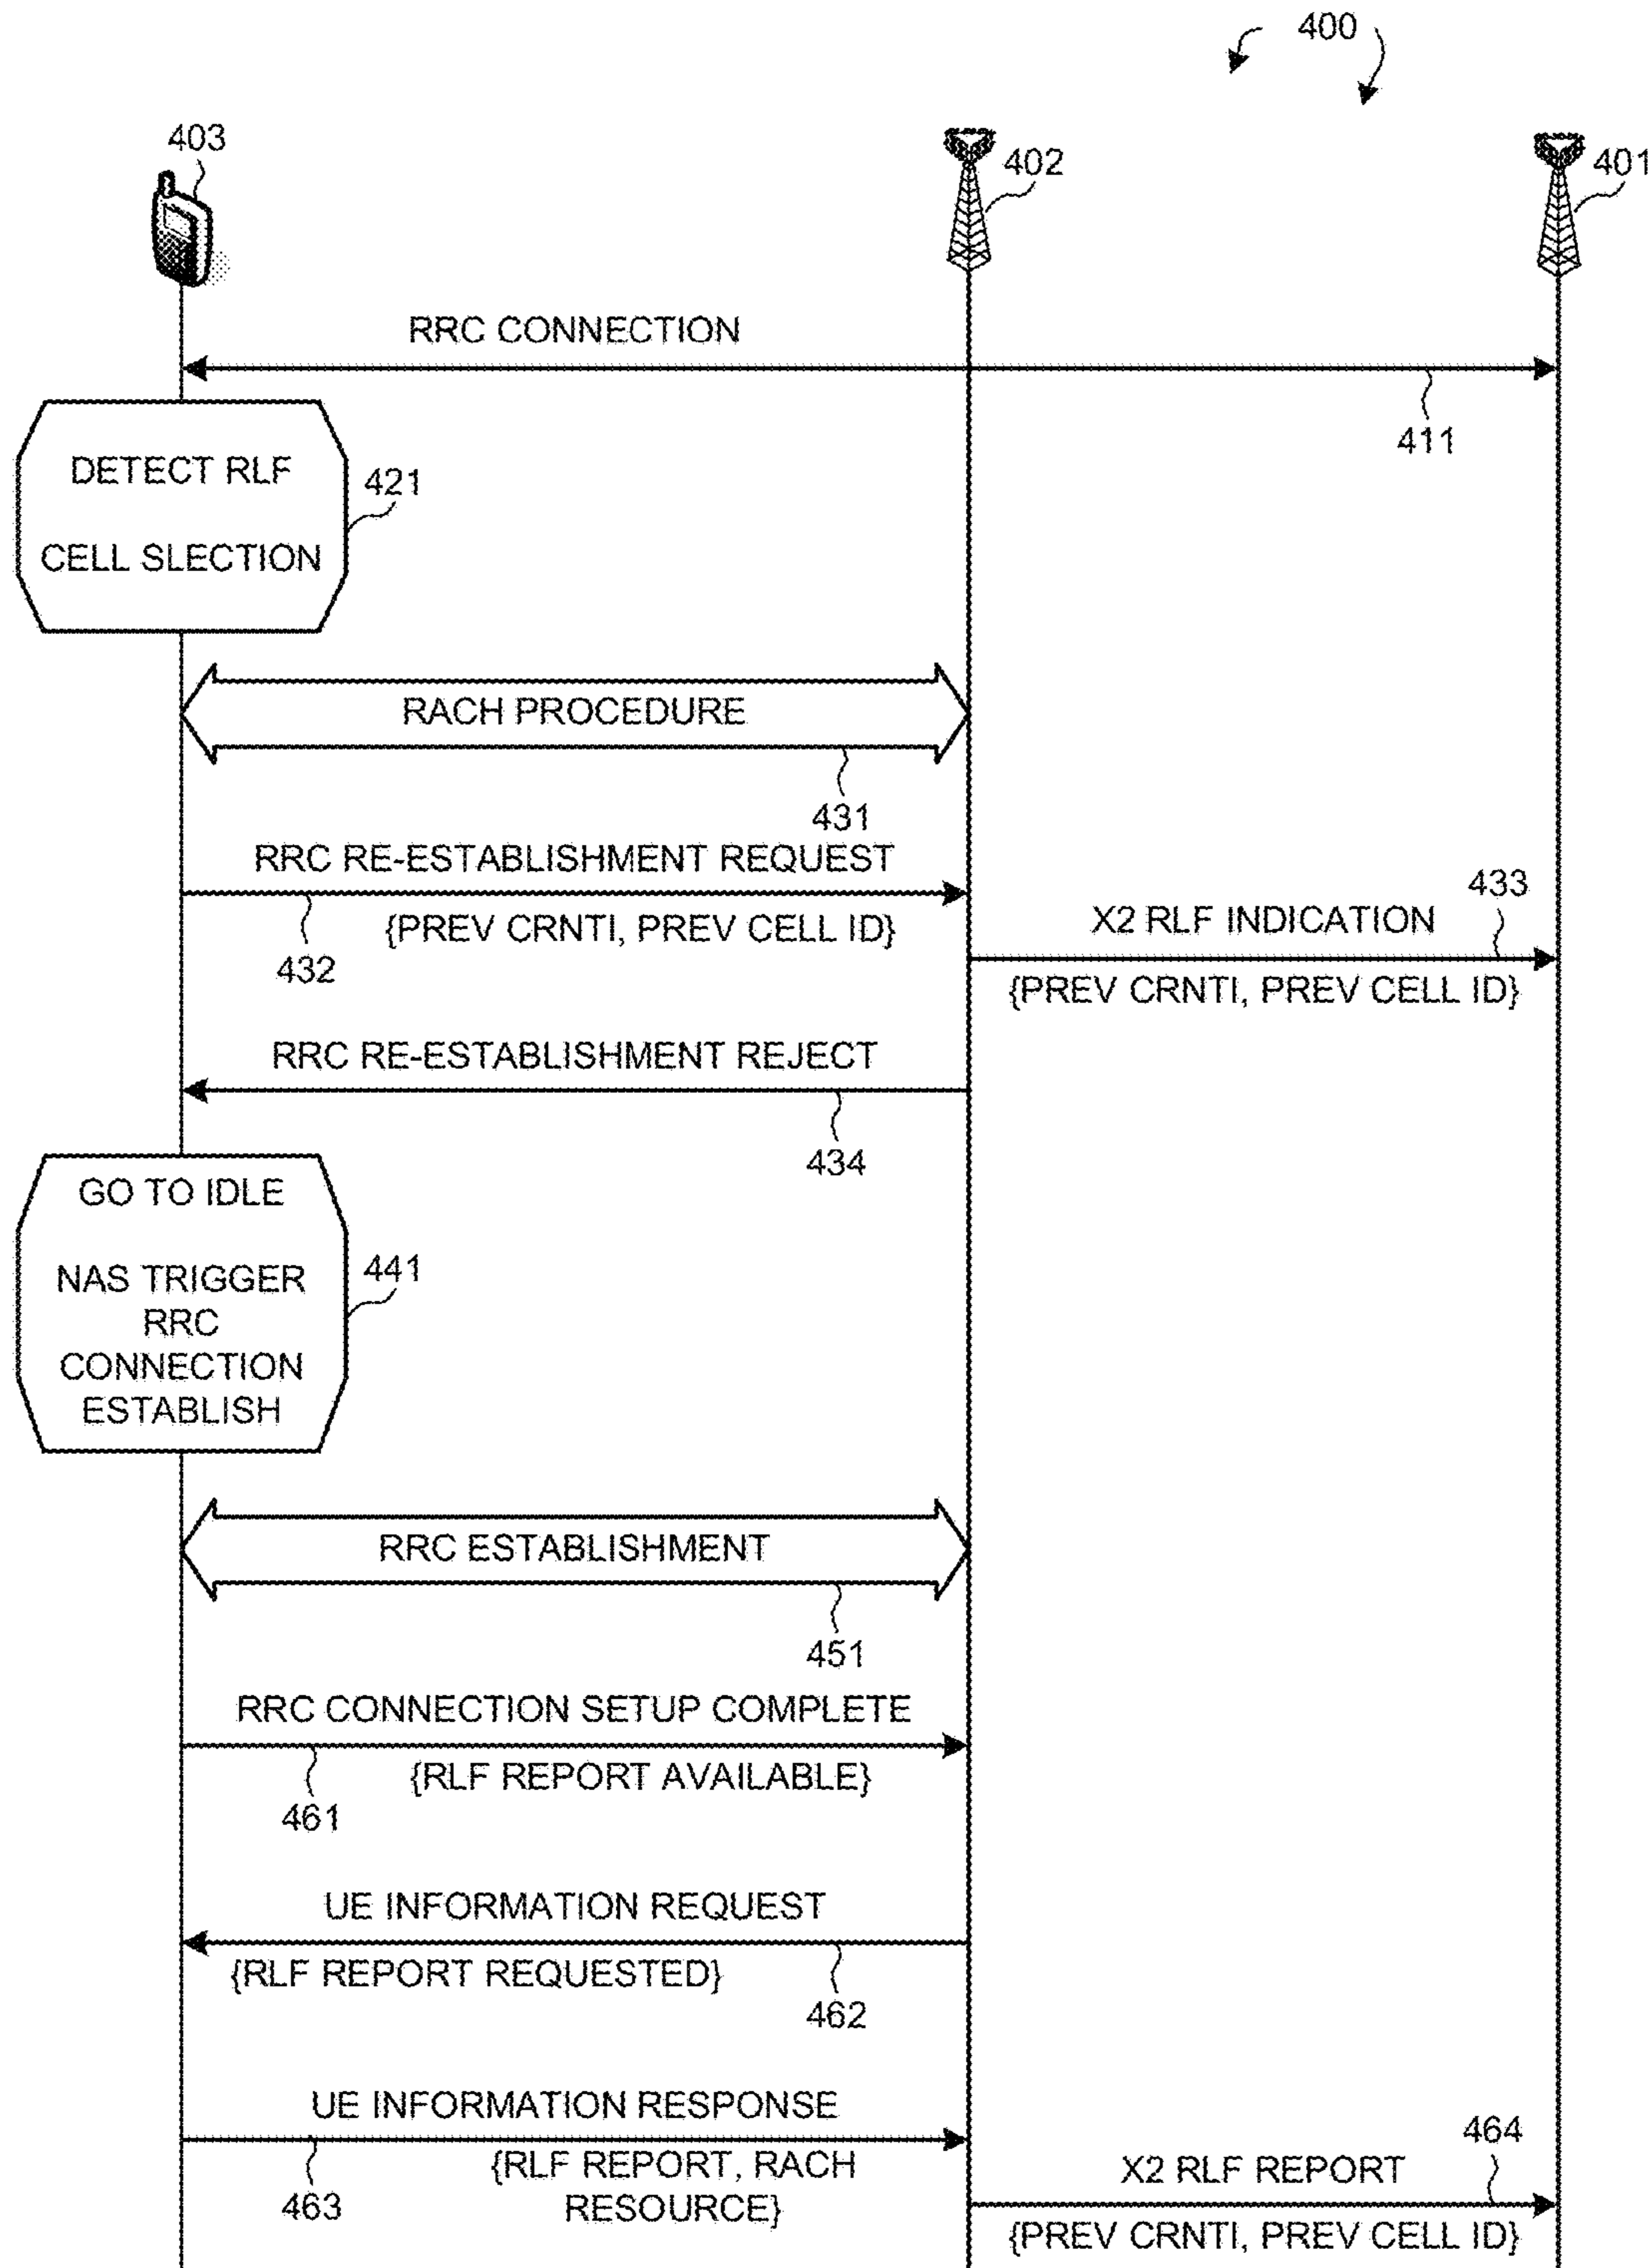 400
403
402
401
RRC CONNECTION
411
DETECT RLF
CELL SLECTION
421
RACH PROCEDURE
431
RRC RE-ESTABLISHMENT REQUEST
432
{PREV CRNTI, PREV CELL ID}
433
X2 RLF INDICATION
{PREV CRNTI, PREV CELL ID}
RRC RE-ESTABLISHMENT REJECT
434
GO TO IDLE
NAS TRIGGER
RRC
CONNECTION
ESTABLISH
441
RRC ESTABLISHMENT
451
RRC CONNECTION SETUP COMPLETE
{RLF REPORT AVAILABLE}
461
UE INFORMATION REQUEST
{RLF REPORT REQUESTED}
462
UE INFORMATION RESPONSE
{RLF REPORT, RACH
RESOURCE}
463
464
X2 RLF REPORT
{PREV CRNTI, PREV CELL ID}